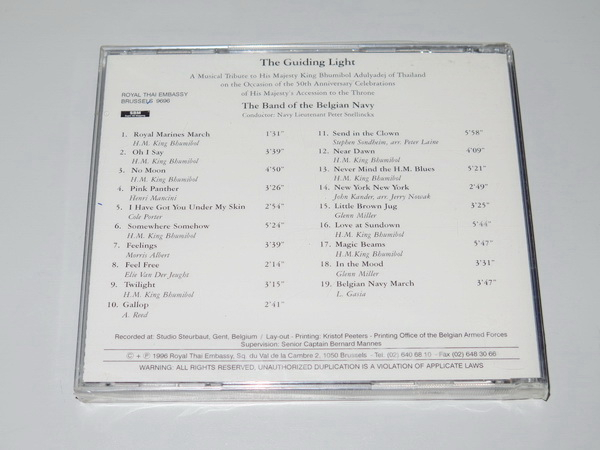 The Guiding Light
A Musical Tribute to His Majesty King Bhumibol Adulyadej of Thailand
on the Occasion of the 50th Anniversary Celebrations
of His Majesty's Accession to the Throne
ROYAL THAI EMBASSY
BRUSSELS 9696
The Band of the Belgian Navy
Conductor: Navy Lieutenant Peter Snellinckx
1. Royal Marines March 1'31"
H.M. King Bhumibol
2. Oh I Say 3'39"
H.M. King Bhumibol
3. No Moon 4'50"
H.M. King Bhumibol
4. Pink Panther 3'26"
Henri Mancini
5. I Have Got You Under My Skin 2'54"
Cole Porter
6. Somewhere Somehow 5'24"
H.M. King Bhumibol
7. Feelings 3'39"
Morris Albert
8. Feel Free 2'14"
Elie Van Der Jaught
9. Twilight 3'15"
H.M. King Bhumibol
10. Gallop 2'41"
A. Reed
11. Send in the Clown 5'58"
Stephen Sondheim, arr. Peter Laine
12. Near Dawn 4'09"
H.M. King Bhumibol
13. Never Mind the H.M. Blues 5'21"
H.M. King Bhumibol
14. New York New York 2'49"
John Kander, arr. Jerry Nowak
15. Little Brown Jug 3'25"
Glenn Miller
16. Love at Sundown 5'44"
H.M. King Bhumibol
17. Magic Beams 5'47"
H.M.King Bhumibol
18. In the Mood 3'31"
Glenn Miller
19. Belgian Navy March 3'47"
L. Gasia
Recorded at: Studio Steurbaut, Gent, Belgium / Lay-out - Printing: Kristof Peeters - Printing Office of the Belgian Armed Forces
Supervision: Senior Captain Bernard Marines
© + ℗ 1996 Royal Thai Embassy, Sq. du Val de la Cambre 2, 1050 Brussels - Tel: (02) 640 68 10 - Fax (02) 648 30 66
WARNING: ALL RIGHTS RESERVED, UNAUTHORIZED DUPLICATION IS A VIOLATION OF APPLICATE LAWS